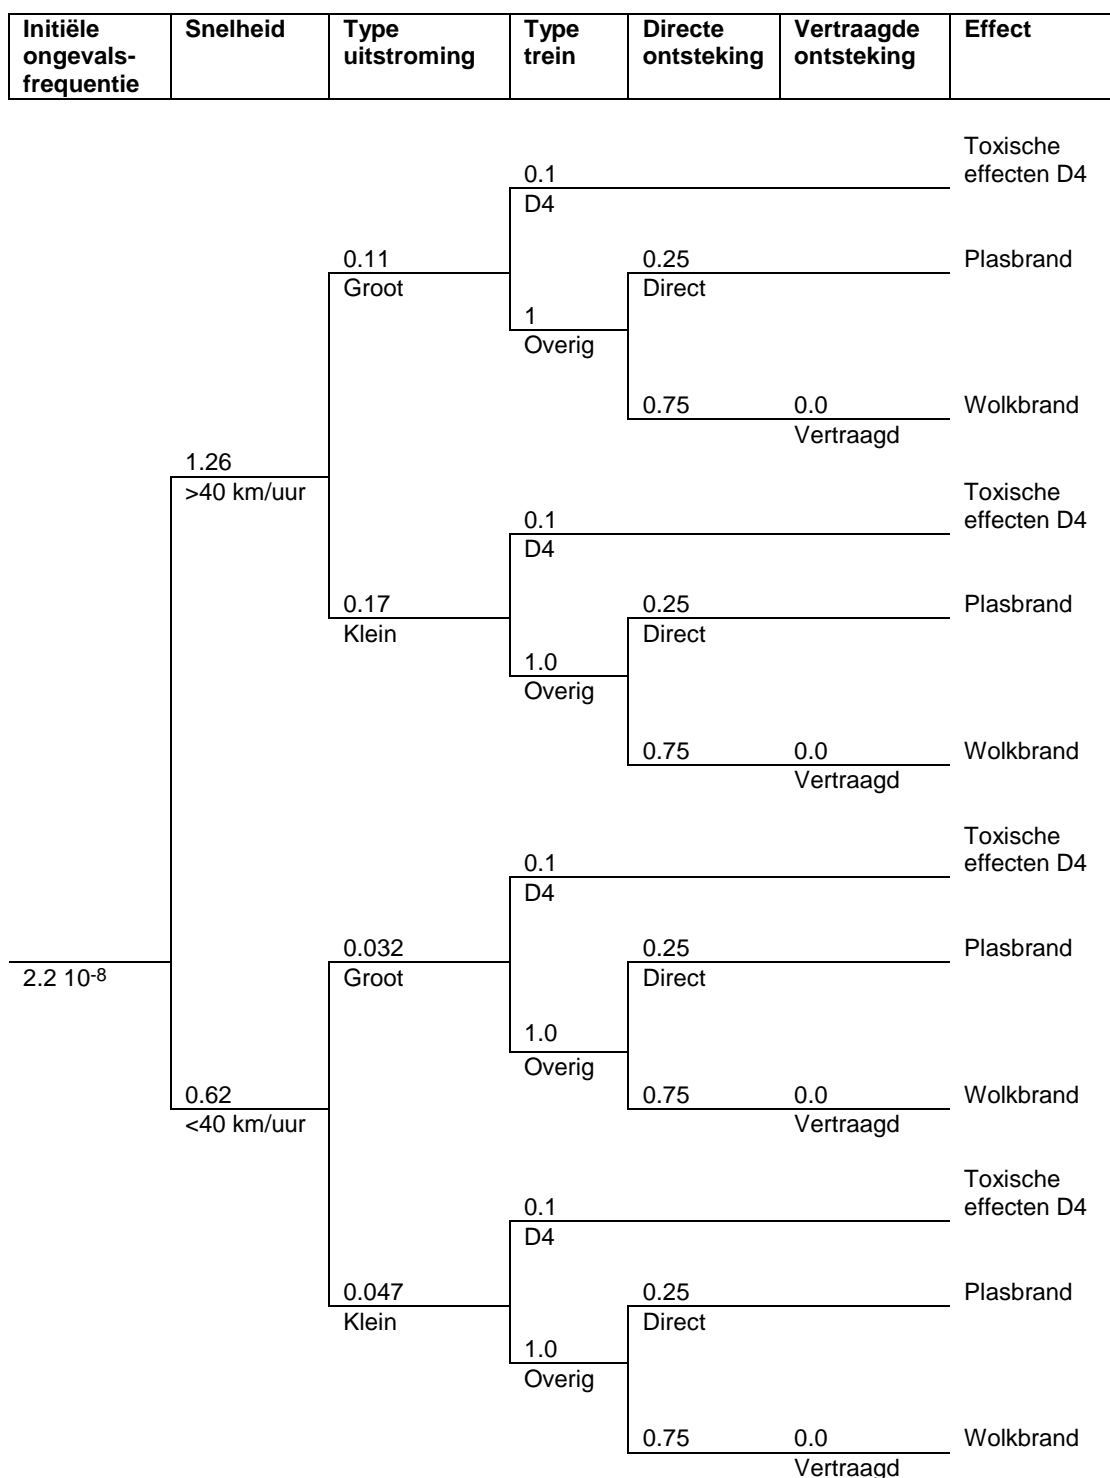 Initiële ongevals-frequentie
Snelheid
Type uitstroming
Type trein
Directe ontsteking
Vertraagde ontsteking
Effect
Toxische
effecten D4
0.1
D4
0.11
Groot
0.25
Direct
Plasbrand
1
Overig
0.75
0.0
Vertraagd
Wolkbrand
1.26
>40 km/uur
Toxische
effecten D4
0.1
D4
0.17
Klein
0.25
Direct
Plasbrand
1.0
Overig
0.75
0.0
Vertraagd
Wolkbrand
Toxische
effecten D4
0.1
D4
2.2 10-8
0.032
Groot
0.25
Direct
Plasbrand
1.0
Overig
0.62
<40 km/uur
0.75
0.0
Vertraagd
Wolkbrand
Toxische
effecten D4
0.1
D4
0.047
Klein
0.25
Direct
Plasbrand
1.0
Overig
0.75
0.0
Vertraagd
Wolkbrand